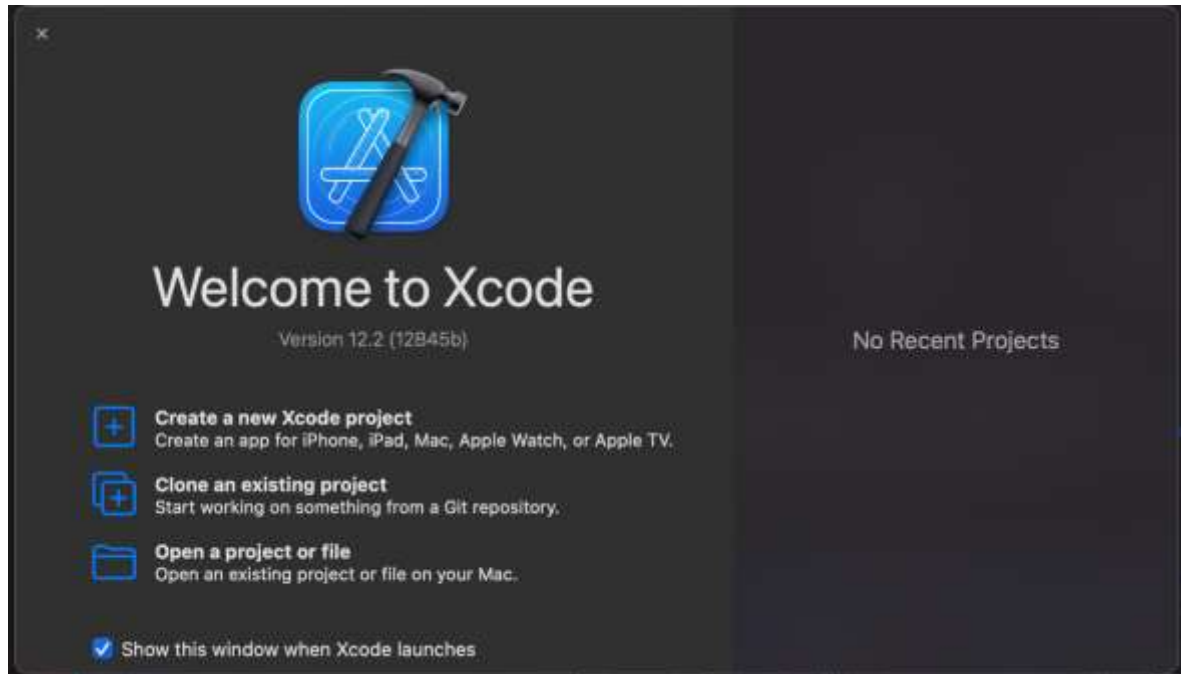 Welcome to Xcode
Version 12.2 (12B45b)
No Recent Projects
Create a new Xcode project
Create an app for iPhone, iPad, Mac, Apple Watch, or Apple TV.
Clone an existing project
Start working on something from a Git repository.
Open a project or file
Open an existing project or file on your Mac.
Show this window when Xcode launches